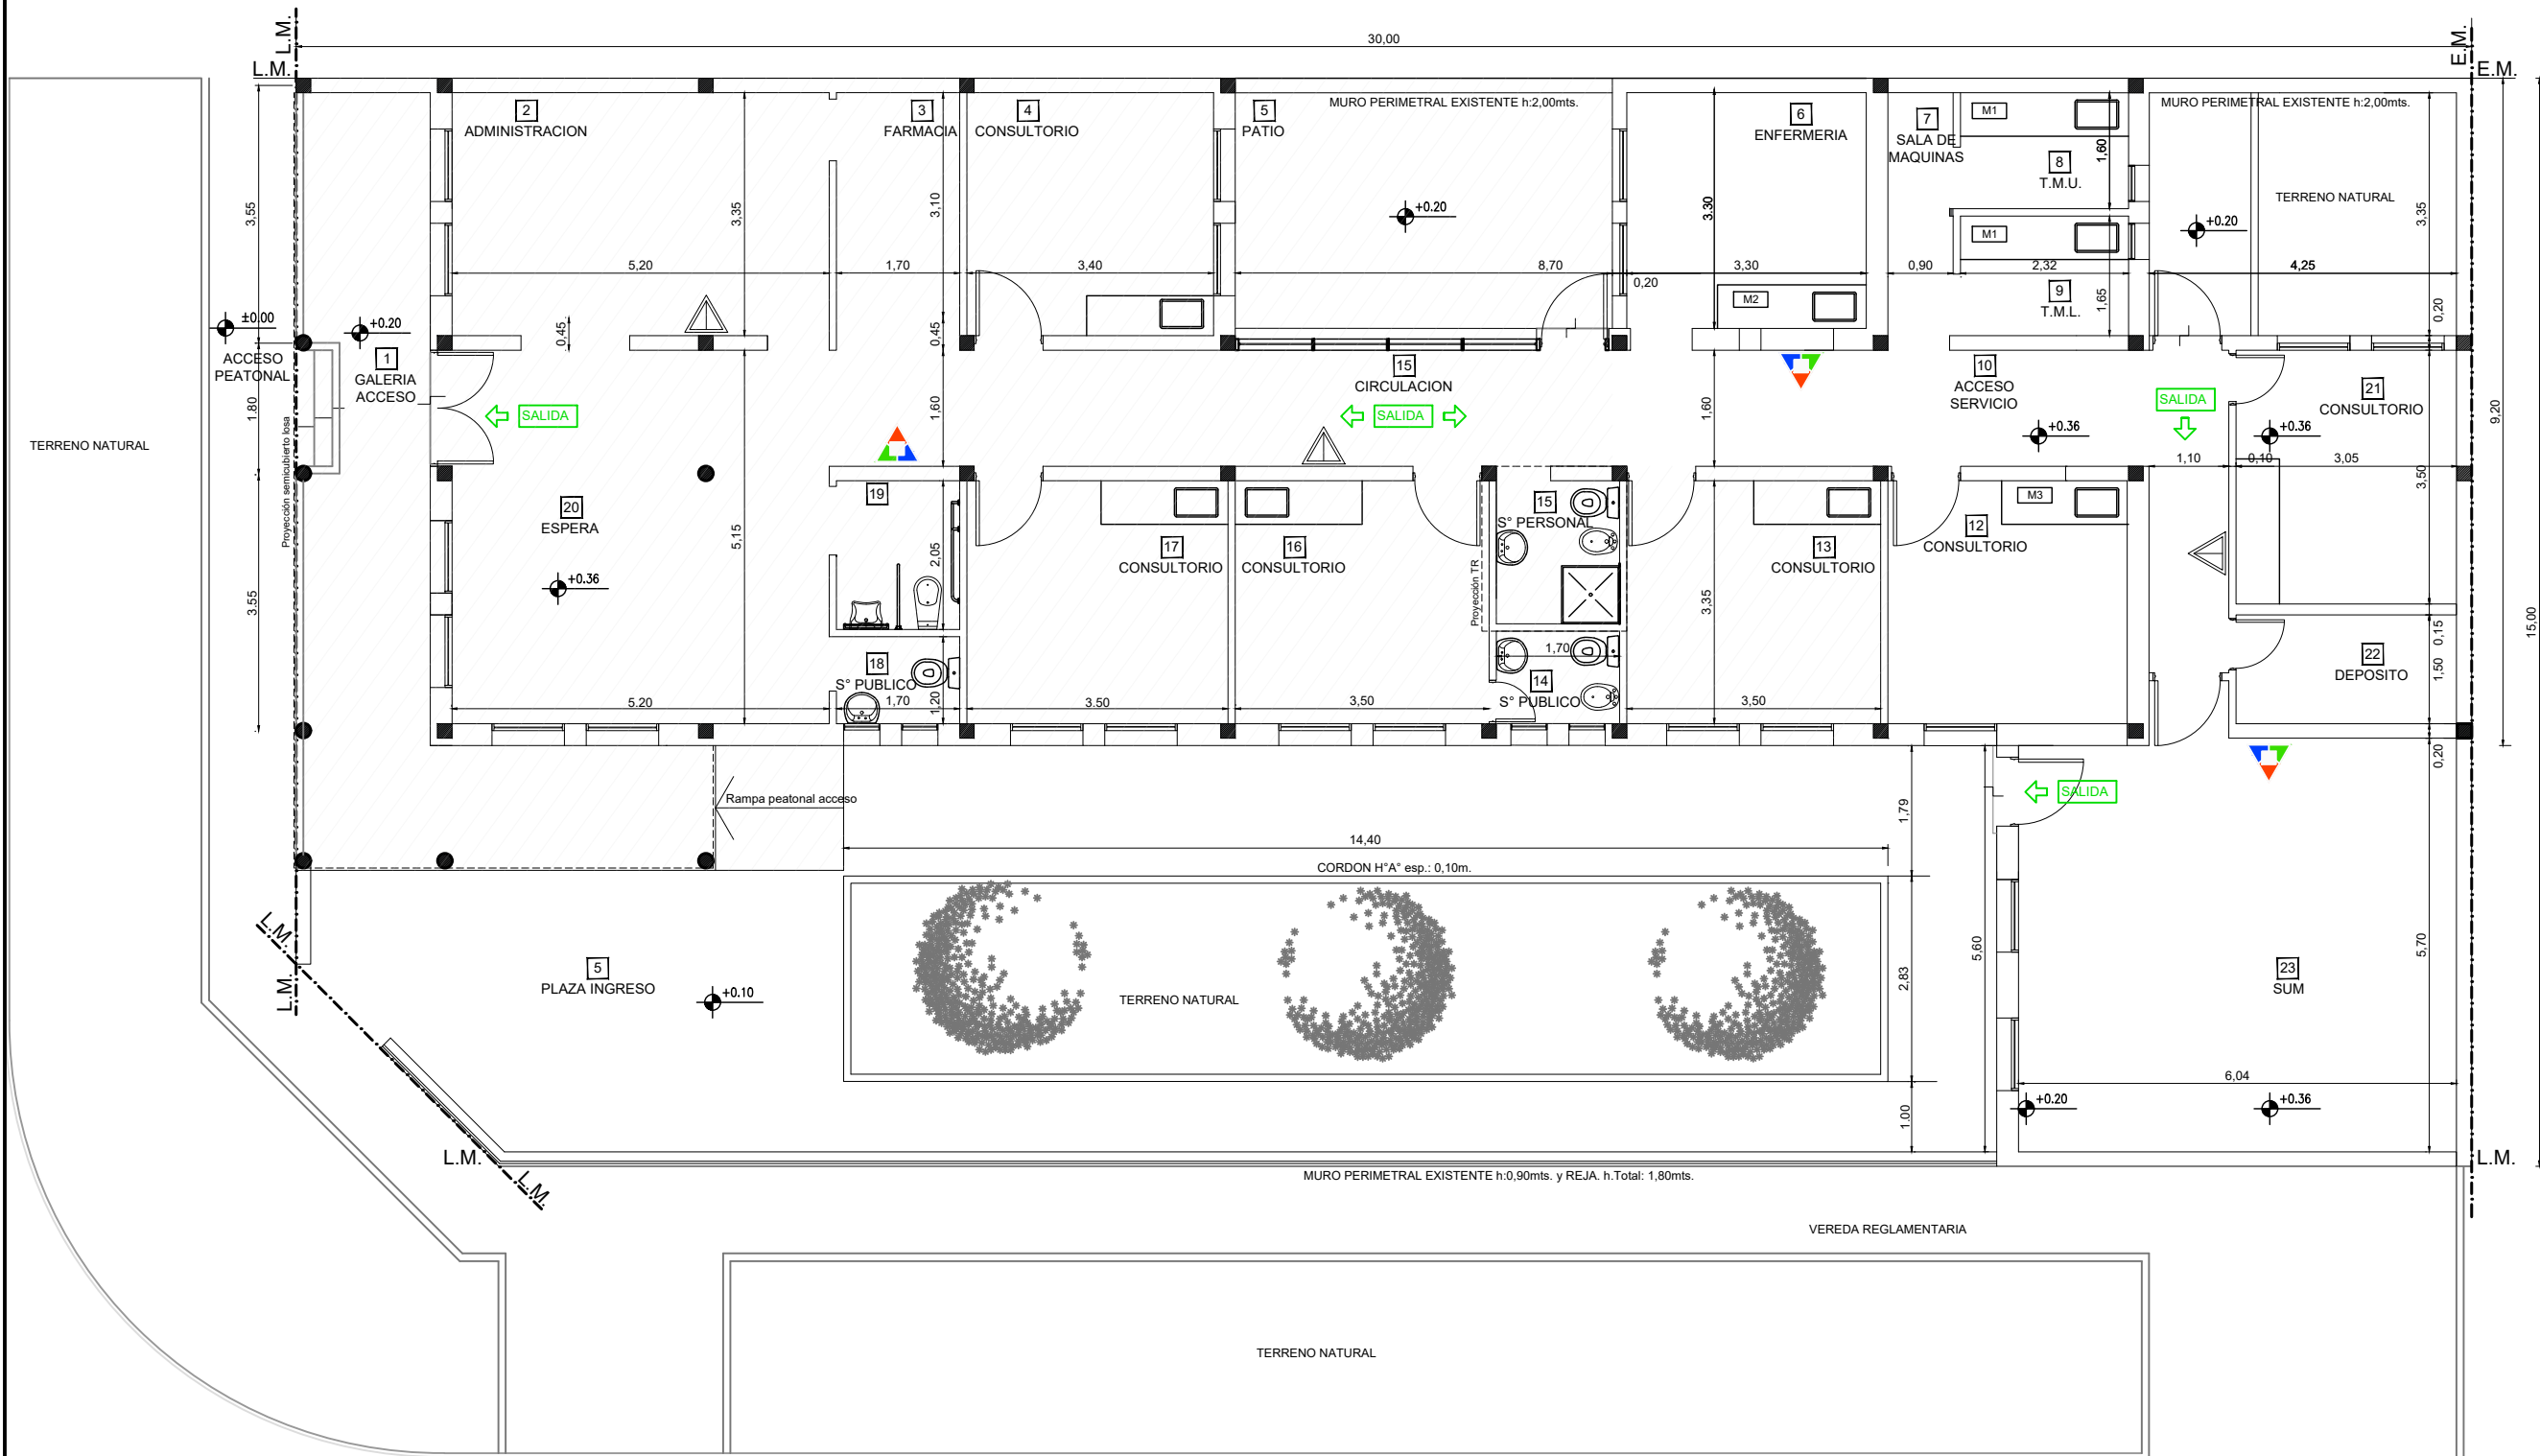 30,00
L.M.
L.M.
E.M.
E.M.
2
ADMINISTRACION
3
FARMACIA
4
CONSULTORIO
5
PATIO
MURO PERIMETRAL EXISTENTE h:2,00mts.
6
ENFERMERIA
7
SALA DE
MAQUINAS
M1
8
T.M.U.
1,60
MURO PERIMETRAL EXISTENTE h:2,00mts.
TERRENO NATURAL
3,55
3,35
3,10
+0.20
3.30
M1
+0.20
3,35
5,20
1,70
3,40
8,70
0,20
3,30
0,90
2,32
4,25
M2
9
T.M.L.
1,65
0,20
±0.00
+0.20
0,45
0,45
ACCESO
PEATONAL
1
GALERIA
ACCESO
15
CIRCULACION
10
ACCESO
SERVICIO
21
CONSULTORIO
1.80
SALIDA
1,60
SALIDA
1,60
SALIDA
+0.36
+0.36
9,20
TERRENO NATURAL
Proyección semicubierto losa
1,10
0,10
3,05
3,50
20
ESPERA
19
5,15
2,05
17
CONSULTORIO
16
CONSULTORIO
15
S° PERSONAL
13
CONSULTORIO
12
CONSULTORIO
M3
3.55
+0.36
Proyección TR
3,35
15,00
18
S° PUBLICO
1,70
1,20
1,70
14
S° PUBLICO
22
DEPOSITO
0,15
1,50
5.20
3.50
3,50
3,50
0,20
Rampa peatonal acceso
1,79
SALIDA
14,40
CORDON H°A° esp.: 0,10m.
L.M.
L.M.
5
PLAZA INGRESO
+0.10
TERRENO NATURAL
2,83
5,60
5,70
23
SUM
6,04
1.00
+0.20
+0.36
L.M.
L.M.
L.M.
MURO PERIMETRAL EXISTENTE h:0,90mts. y REJA. h.Total: 1,80mts.
VEREDA REGLAMENTARIA
TERRENO NATURAL